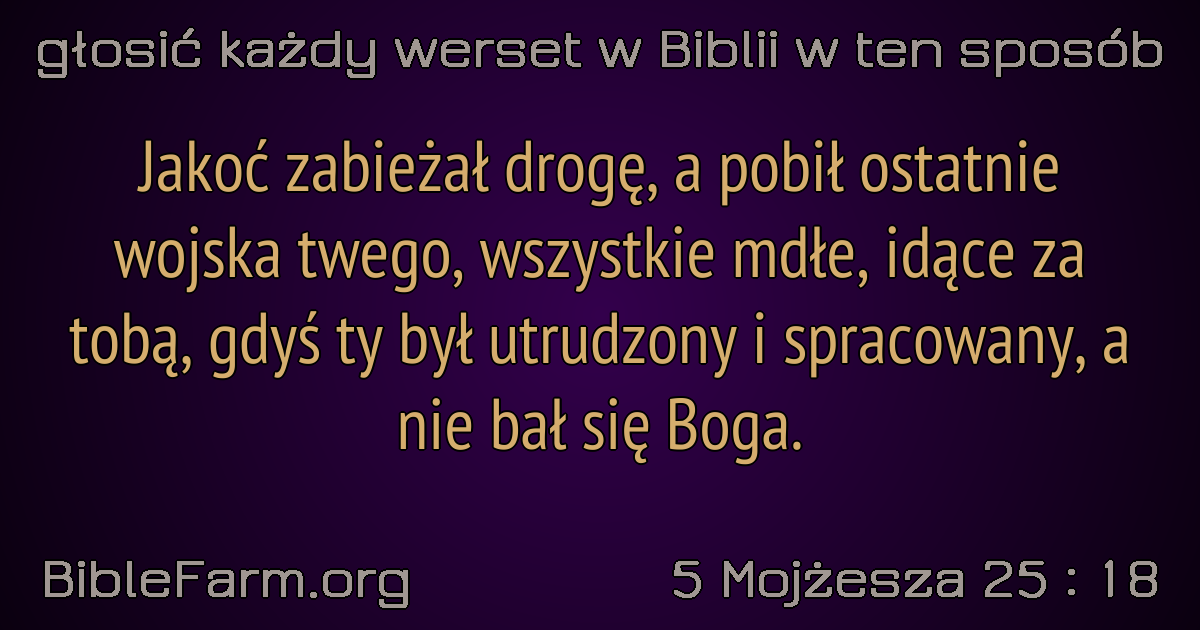 głosić każdy werset w Biblii w ten sposób
Jakoć zabieżał drogę, a pobił ostatnie
wojska twego, wszystkie mdłe, idące za
tobą, gdyś ty był utrudzony i spracowany, a
nie bał się Boga.
BibleFarm.org
5 Mojżesza 25 : 18